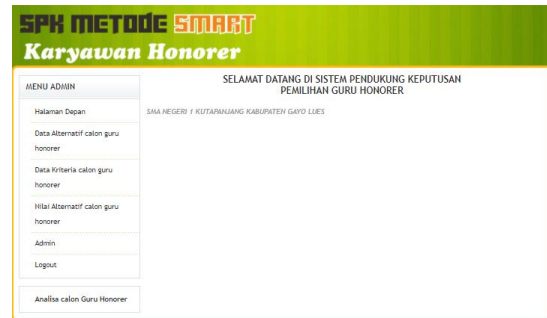 SPK METODE SMART
Karyawan Honorer
MENU ADMIN
Halaman Depan
Data Alternatif calon guru
honorer
Data Kriteria calon guru
honorer
Nilai Alternatif calon guru
honorer
Admin
Logout
Analisa calon Guru Honorer
SELAMAT DATANG DI SISTEM PENDUKUNG KEPUTUSAN
PEMILIHAN GURU HONORER
SMA NEGERI 1 KUTAPANJANG KABUPATEN GAYO LUES